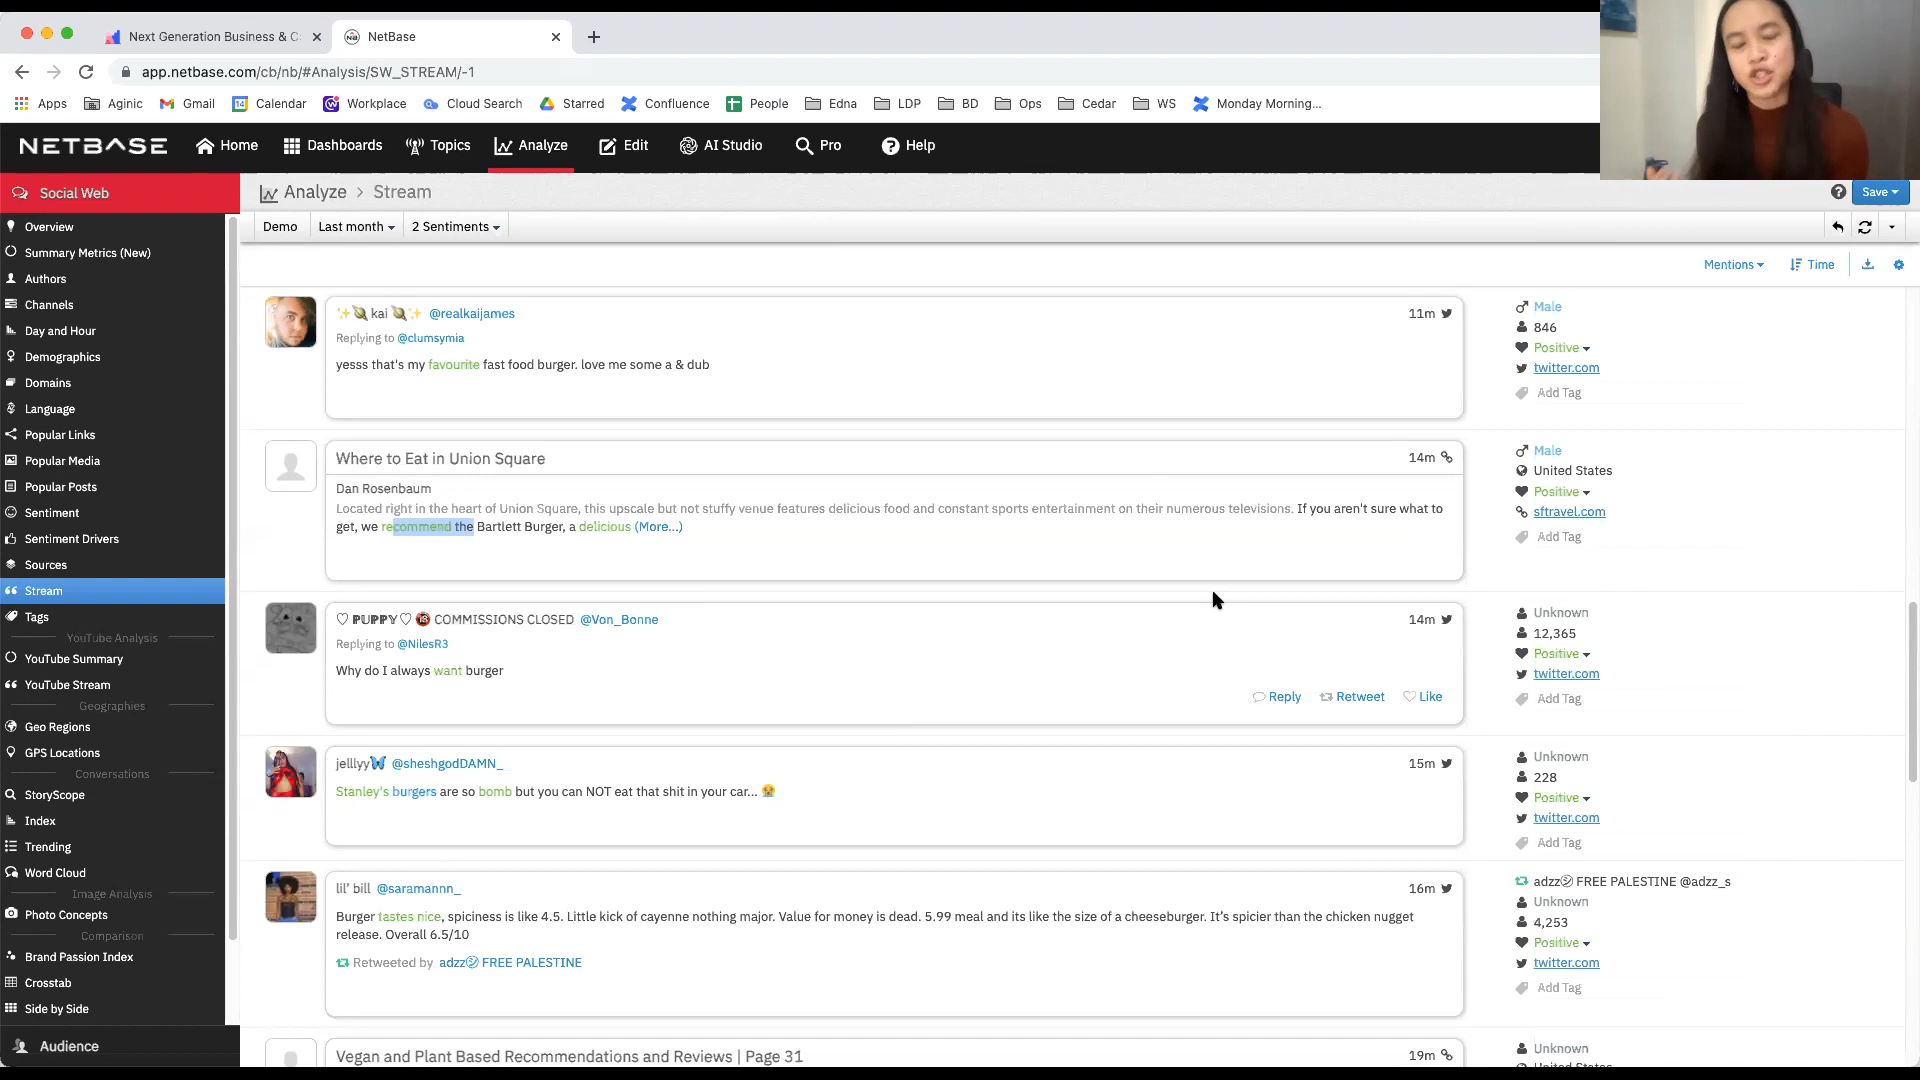 Next Generation Business & C
NetBase
app.netbase.com/cb/nb/#Analysis/SW_STREAM/-1
Apps
Aginic
Gmail
Calendar
Workplace
Cloud Search
Starred
Confluence
People
Edna
LDP
BD
Ops
Cedar
WS
Monday Morning...
NETBASE
Home
Dashboards
Topics
Analyze
Edit
AI Studio
Pro
Help
Social Web
Overview
Summary Metrics (New)
Authors
Channels
Day and Hour
Demographics
Domains
Language
Popular Links
Popular Media
Popular Posts
Sentiment
Sentiment Drivers
Sources
Stream
Tags
YouTube Analysis
YouTube Summary
YouTube Stream
Geographies
Geo Regions
GPS Locations
Conversations
StoryScope
Index
Trending
Word Cloud
Image Analysis
Photo Concepts
Comparison
Brand Passion Index
Crosstab
Side by Side
Audience
Analyze > Stream
Save
Demo
Last month
2 Sentiments
Mentions
Time
✨🪐 kai 🪐✨ @realkaijames
11m
Replying to @clumsymia
yesss that's my favourite fast food burger. love me some a & dub
Male
846
Positive
twitter.com
Add Tag
Where to Eat in Union Square
14m
Dan Rosenbaum
Located right in the heart of Union Square, this upscale but not stuffy venue features delicious food and constant sports entertainment on their numerous televisions. If you aren't sure what to
get, we recommend the Bartlett Burger, a delicious (More...)
Male
United States
Positive
sftravel.com
Add Tag
♡ PUPPY♡ 🔞 COMMISSIONS CLOSED @Von_Bonne
14m
Replying to @NilesR3
Why do I always want burger
Reply
Retweet
Like
Unknown
12,365
Positive
twitter.com
Add Tag
jelllyy🦋 @sheshgodDAMN_
15m
Stanley's burgers are so bomb but you can NOT eat that shit in your car... 😭
Unknown
228
Positive
twitter.com
Add Tag
lil' bill @saramannn_
16m
Burger tastes nice, spiciness is like 4.5. Little kick of cayenne nothing major. Value for money is dead. 5.99 meal and its like the size of a cheeseburger. It's spicier than the chicken nugget
release. Overall 6.5/10
Retweeted by adzz FREE PALESTINE
adzz FREE PALESTINE @adzz_s
Unknown
4,253
Positive
twitter.com
Add Tag
Vegan and Plant Based Recommendations and Reviews | Page 31
19m
Unknown
United States